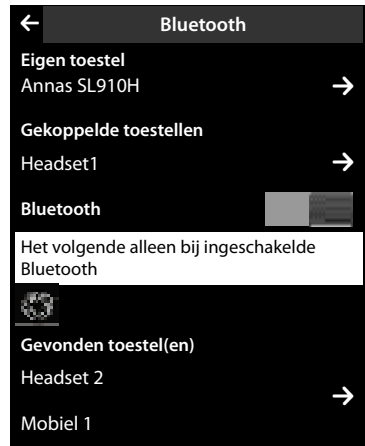 Bluetooth
Eigen toestel
Annas SL910H
Gekoppelde toestellen
Headset1
Bluetooth
Het volgende alleen bij ingeschakelde
Bluetooth
Gevonden toestel(en)
Headset 2
Mobiel 1